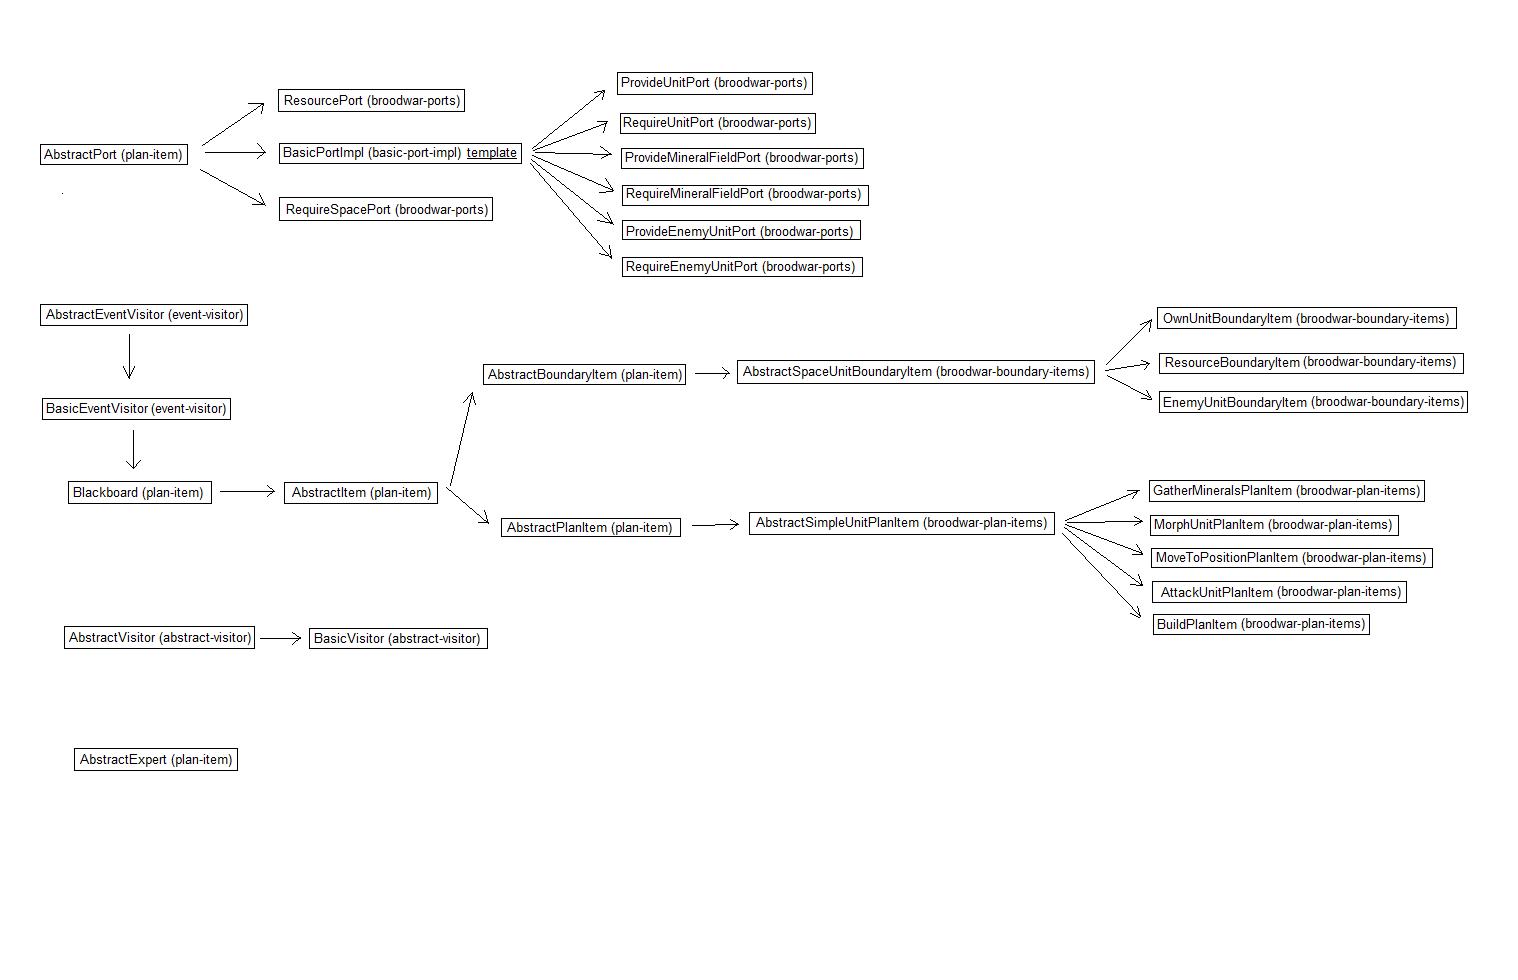 ProvideUnitPort (broodwar-ports)
ResourcePort (broodwar-ports)
RequireUnitPort (broodwar-ports)
AbstractPort (plan-item)
BasicPortImpl (basic-port-impl) template
ProvideMineralFieldPort (broodwar-ports)
RequireMineralFieldPort (broodwar-ports)
RequireSpacePort (broodwar-ports)
ProvideEnemyUnitPort (broodwar-ports)
RequireEnemyUnitPort (broodwar-ports)
AbstractEventVisitor (event-visitor)
OwnUnitBoundaryItem (broodwar-boundary-items)
ResourceBoundaryItem (broodwar-boundary-items)
AbstractBoundaryItem (plan-item)
AbstractSpaceUnitBoundaryItem (broodwar-boundary-items)
EnemyUnitBoundaryItem (broodwar-boundary-items)
BasicEventVisitor (event-visitor)
Blackboard (plan-item)
AbstractItem (plan-item)
GatherMineralsPlanItem (broodwar-plan-items)
AbstractPlanItem (plan-item)
AbstractSimpleUnitPlanItem (broodwar-plan-items)
MorphUnitPlanItem (broodwar-plan-items)
MoveToPositionPlanItem (broodwar-plan-items)
AttackUnitPlanItem (broodwar-plan-items)
BuildPlanItem (broodwar-plan-items)
AbstractVisitor (abstract-visitor)
BasicVisitor (abstract-visitor)
AbstractExpert (plan-item)